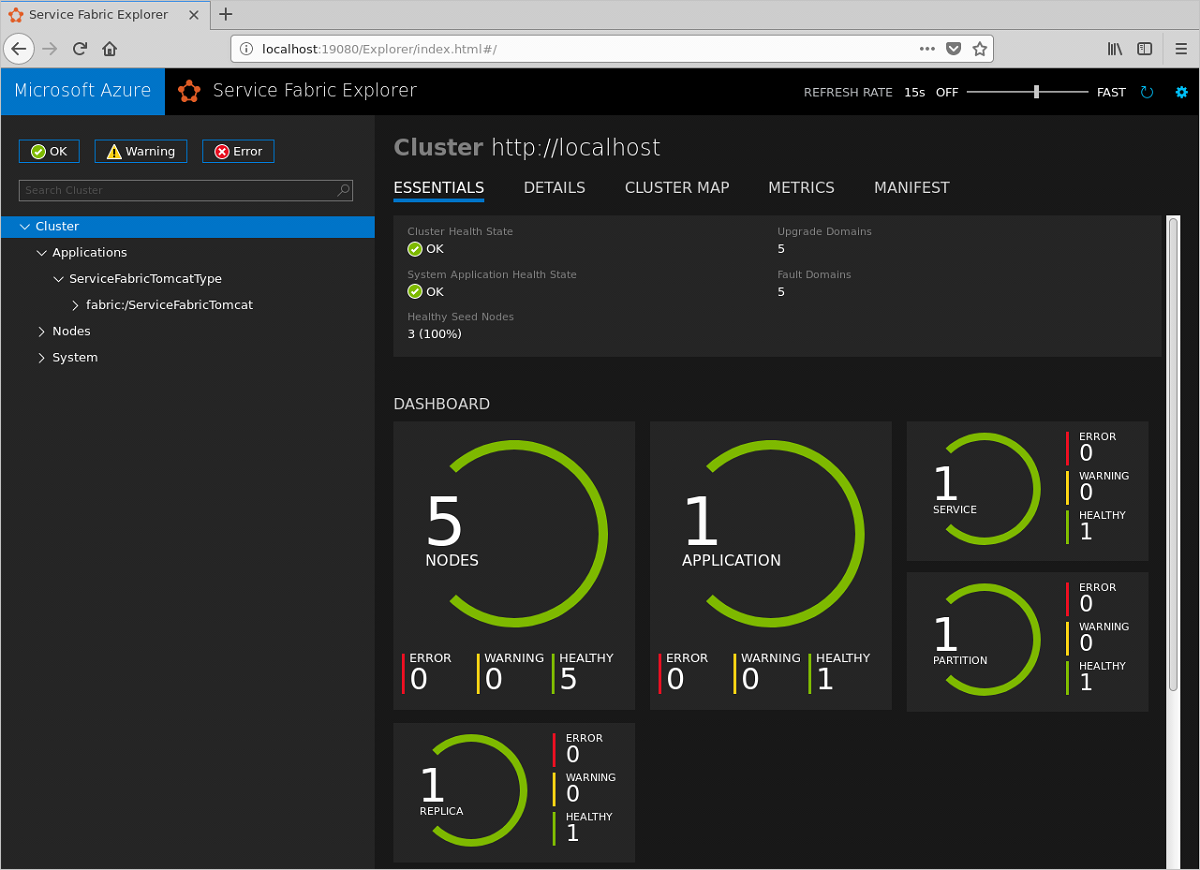 Service Fabric Explorer
localhost:19080/Explorer/index.html#/
Microsoft Azure
Service Fabric Explorer
REFRESH RATE 15s OFF FAST
OK
Warning
Error
Search Cluster
Cluster
Applications
ServiceFabricTomcatType
fabric:/ServiceFabricTomcat
Nodes
System
Cluster http://localhost
ESSENTIALS DETAILS CLUSTER MAP METRICS MANIFEST
Cluster Health State
OK
System Application Health State
OK
Healthy Seed Nodes
3 (100%)
Upgrade Domains
5
Fault Domains
5
DASHBOARD
5
NODES
ERROR
0
WARNING
0
HEALTHY
5
1
APPLICATION
ERROR
0
WARNING
0
HEALTHY
1
1
SERVICE
ERROR
0
WARNING
0
HEALTHY
1
1
PARTITION
ERROR
0
WARNING
0
HEALTHY
1
1
REPLICA
ERROR
0
WARNING
0
HEALTHY
1